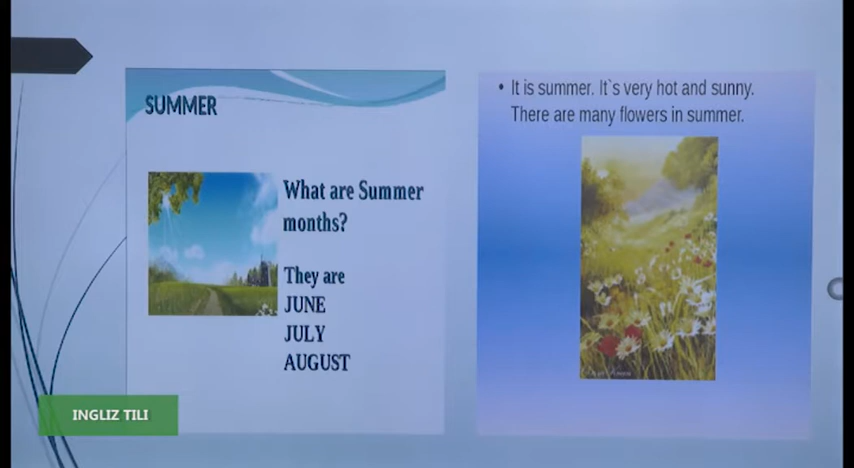 SUMMER
What are Summer
months?
They are
JUNE
JULY
AUGUST
• It is summer. It`s very hot and sunny.
There are many flowers in summer.
INGLIZ TILI